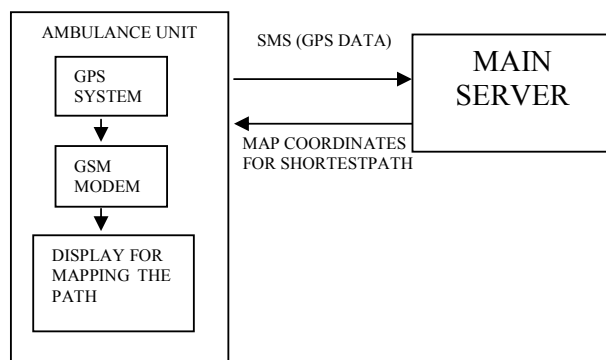 AMBULANCE UNIT
GPS
SYSTEM
GSM
MODEM
DISPLAY FOR
MAPPING THE
PATH
SMS (GPS DATA)
MAP COORDINATES
FOR SHORTESTPATH
MAIN
SERVER